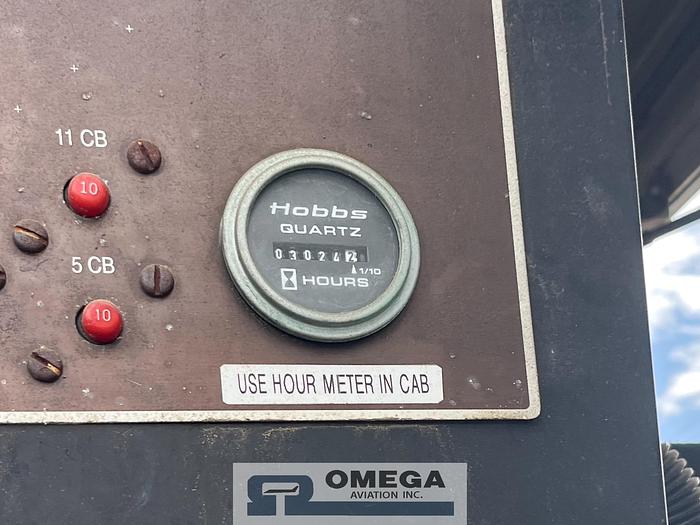 11 CB
10
5 CB
10
Hobbs
QUARTZ
030242
1/10
HOURS
USE HOUR METER IN CAB
OMEGA
AVIATION INC.